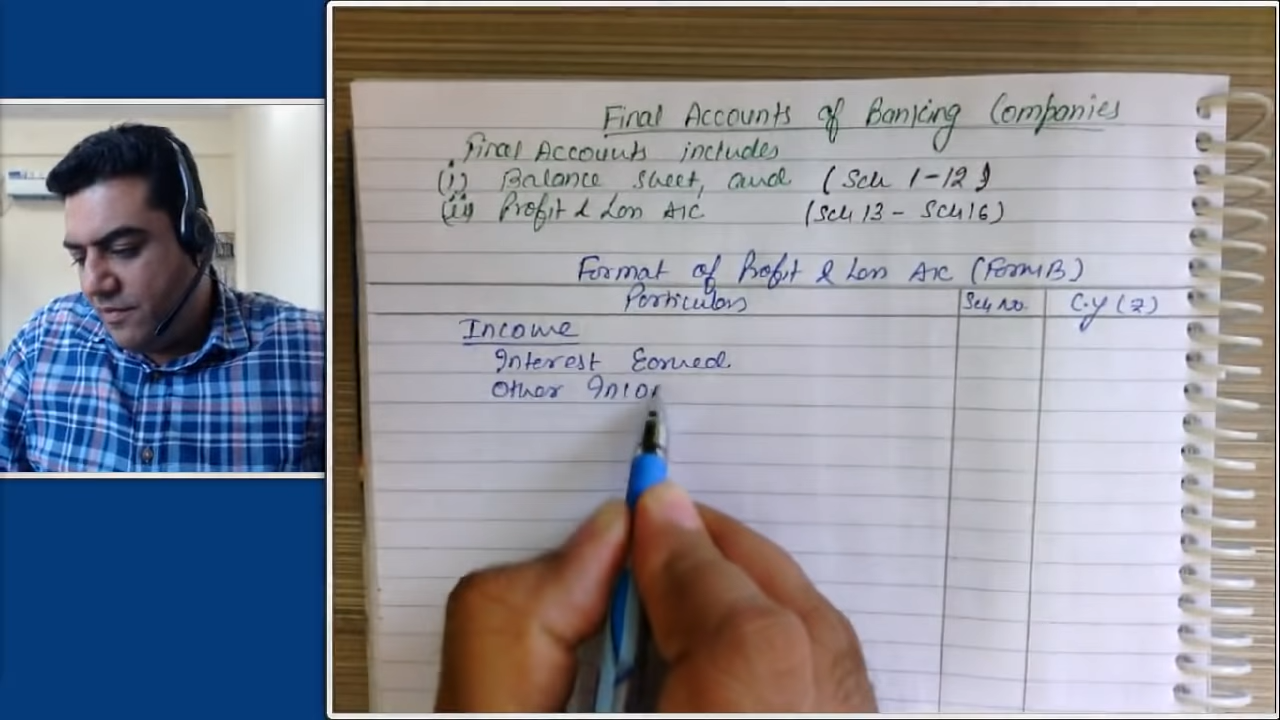 Final Accounts of Banking Companies
Final Accounts includes
(i) Balance Sheet, and (Sch 1-12)
(ii) Profit & Loss A/C (Sch 13 - Sch 16)
Format of Profit & Loss A/C (Form B)
Particulars Sch No. C.Y (₹)
Income
Interest Earned
Other Inco